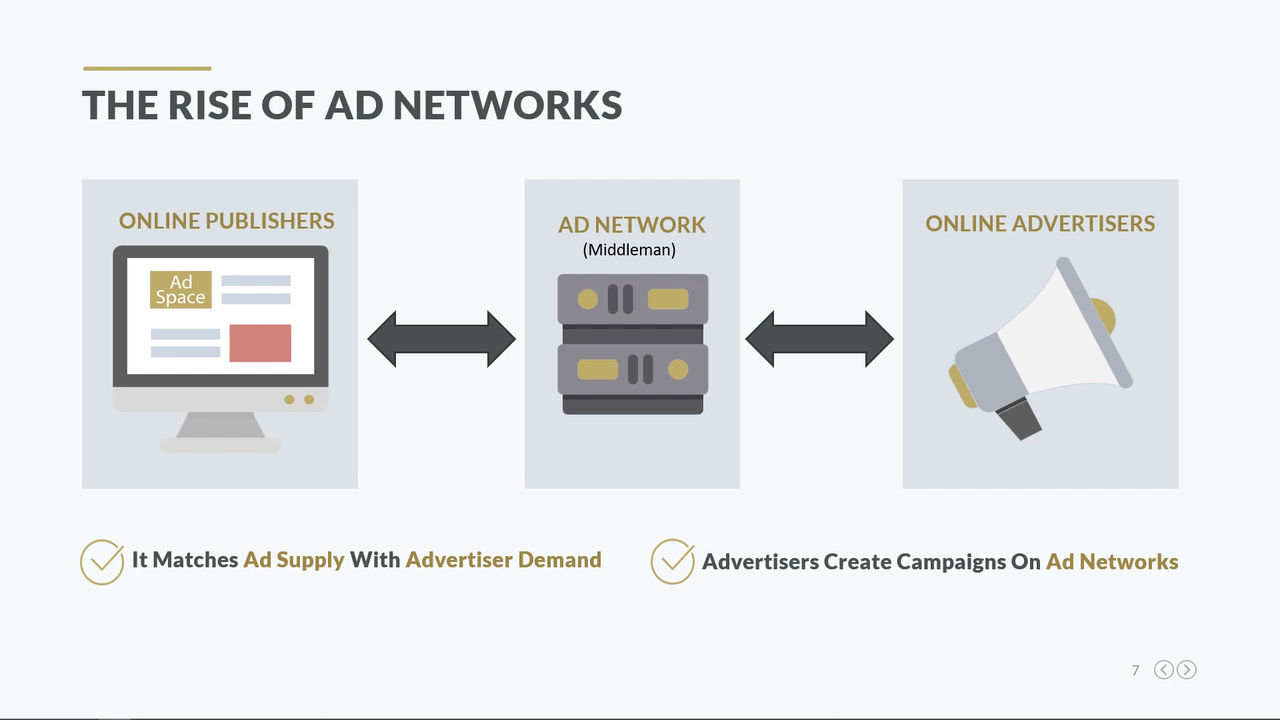 THE RISE OF AD NETWORKS
ONLINE PUBLISHERS
Ad
Space
AD NETWORK
(Middleman)
ONLINE ADVERTISERS
It Matches Ad Supply With Advertiser Demand
Advertisers Create Campaigns On Ad Networks
7